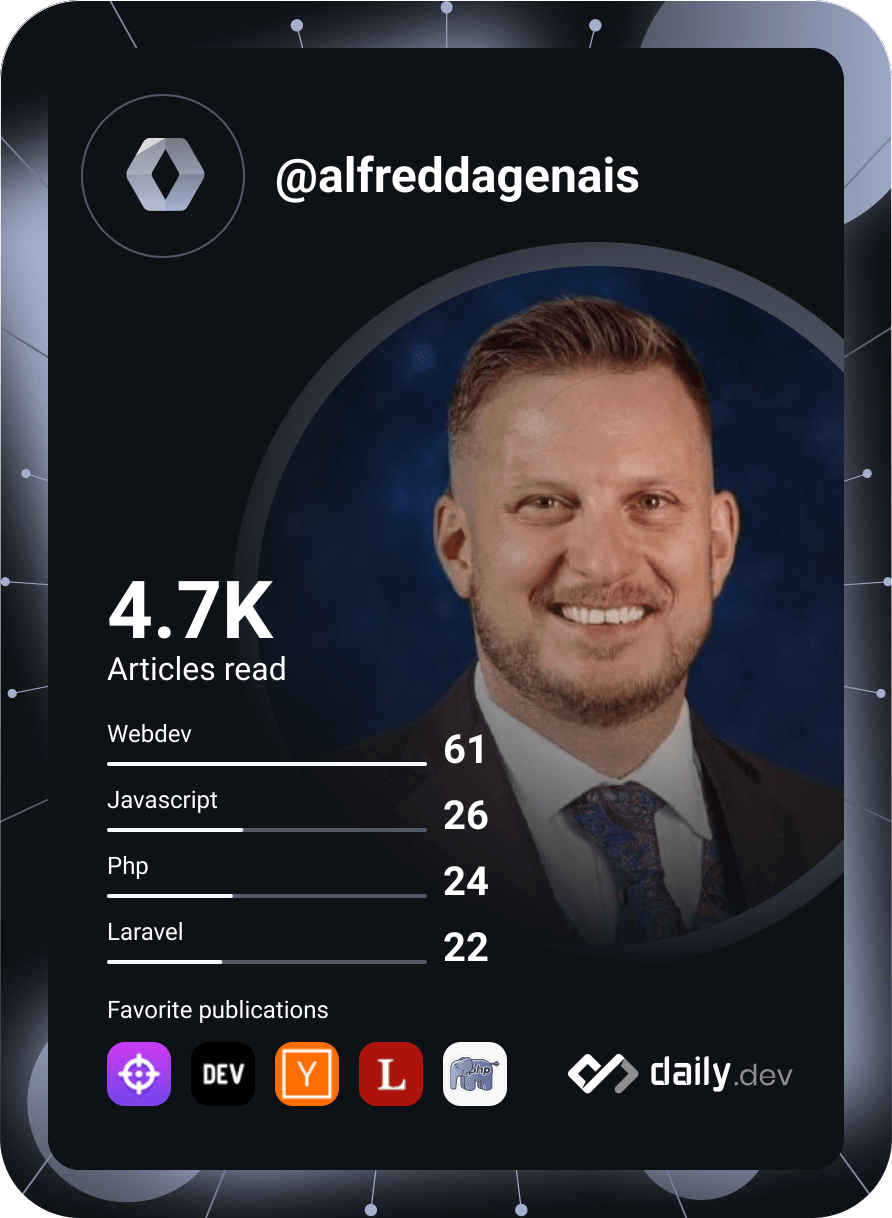 @alfreddagenais
4.7K
Articles read
Webdev
61
Javascript
26
Php
24
Laravel
22
Favorite publications
DEV
Y
L
php
daily.dev